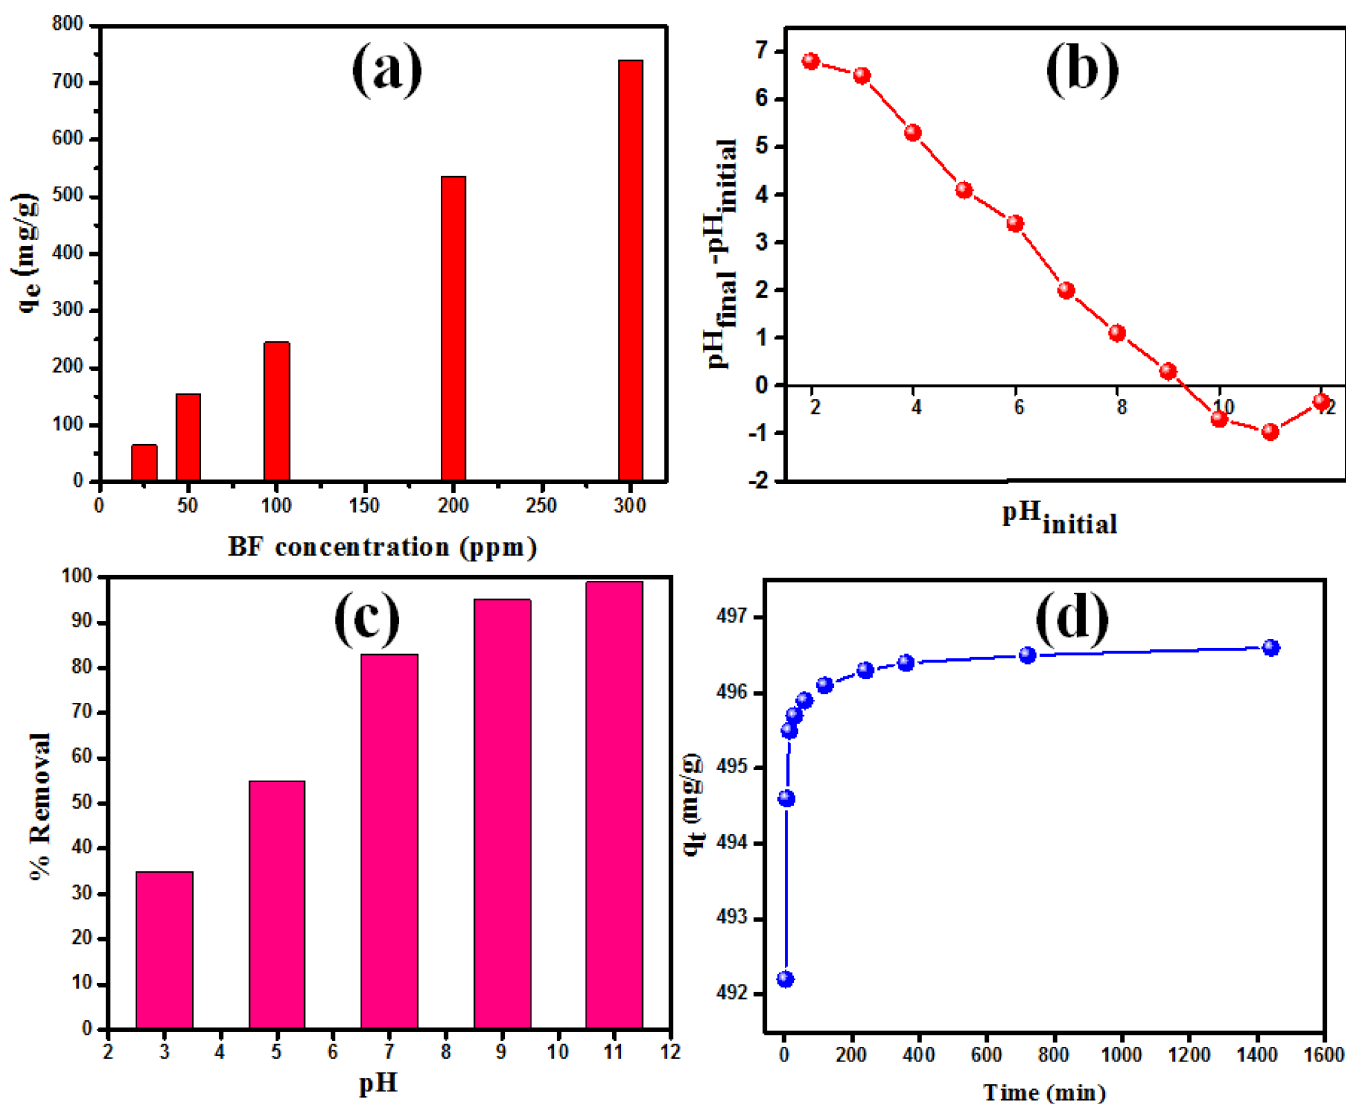 (a)
800
700
600
500
400
300
200
100
0
qe (mg/g)
0 50 100 150 200 250 300
BF concentration (ppm)
(b)
7
6
5
4
3
2
1
0
-1
-2
pHfinal -pHinitial
2 4 6 8 10 12
pHinitial
(c)
100
90
80
70
60
50
40
30
20
10
0
% Removal
2 3 4 5 6 7 8 9 10 11 12
pH
(d)
497
496
495
494
493
492
qt (mg/g)
0 200 400 600 800 1000 1200 1400 1600
Time (min)